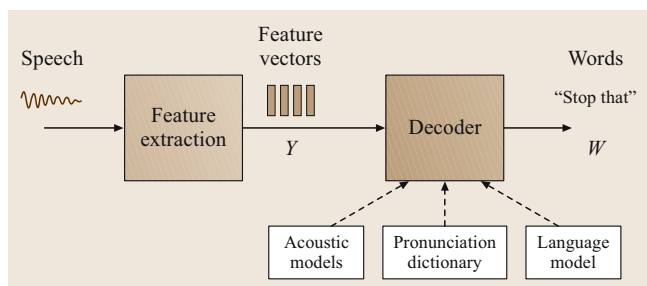 Speech
Feature
extraction
Feature
vectors
Y
Decoder
Words
“Stop that”
W
Acoustic
models
Pronunciation
dictionary
Language
model